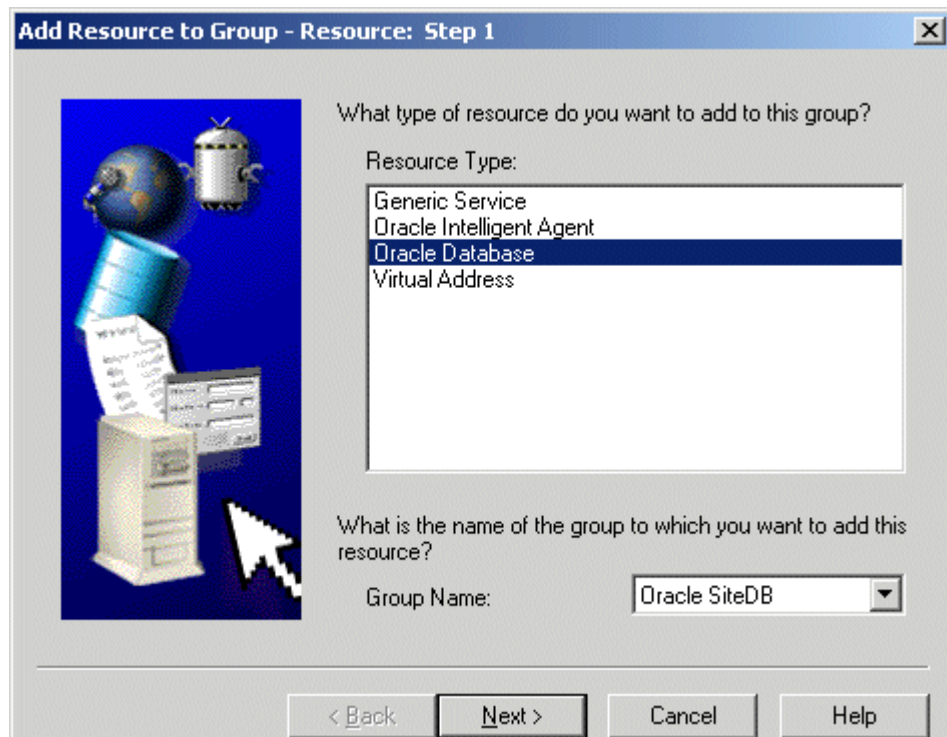 Add Resource to Group - Resource: Step 1
What type of resource do you want to add to this group?
Resource Type:
Generic Service
Oracle Intelligent Agent
Oracle Database
Virtual Address
What is the name of the group to which you want to add this
resource?
Group Name:
Oracle SiteDB
< Back
Next >
Cancel
Help